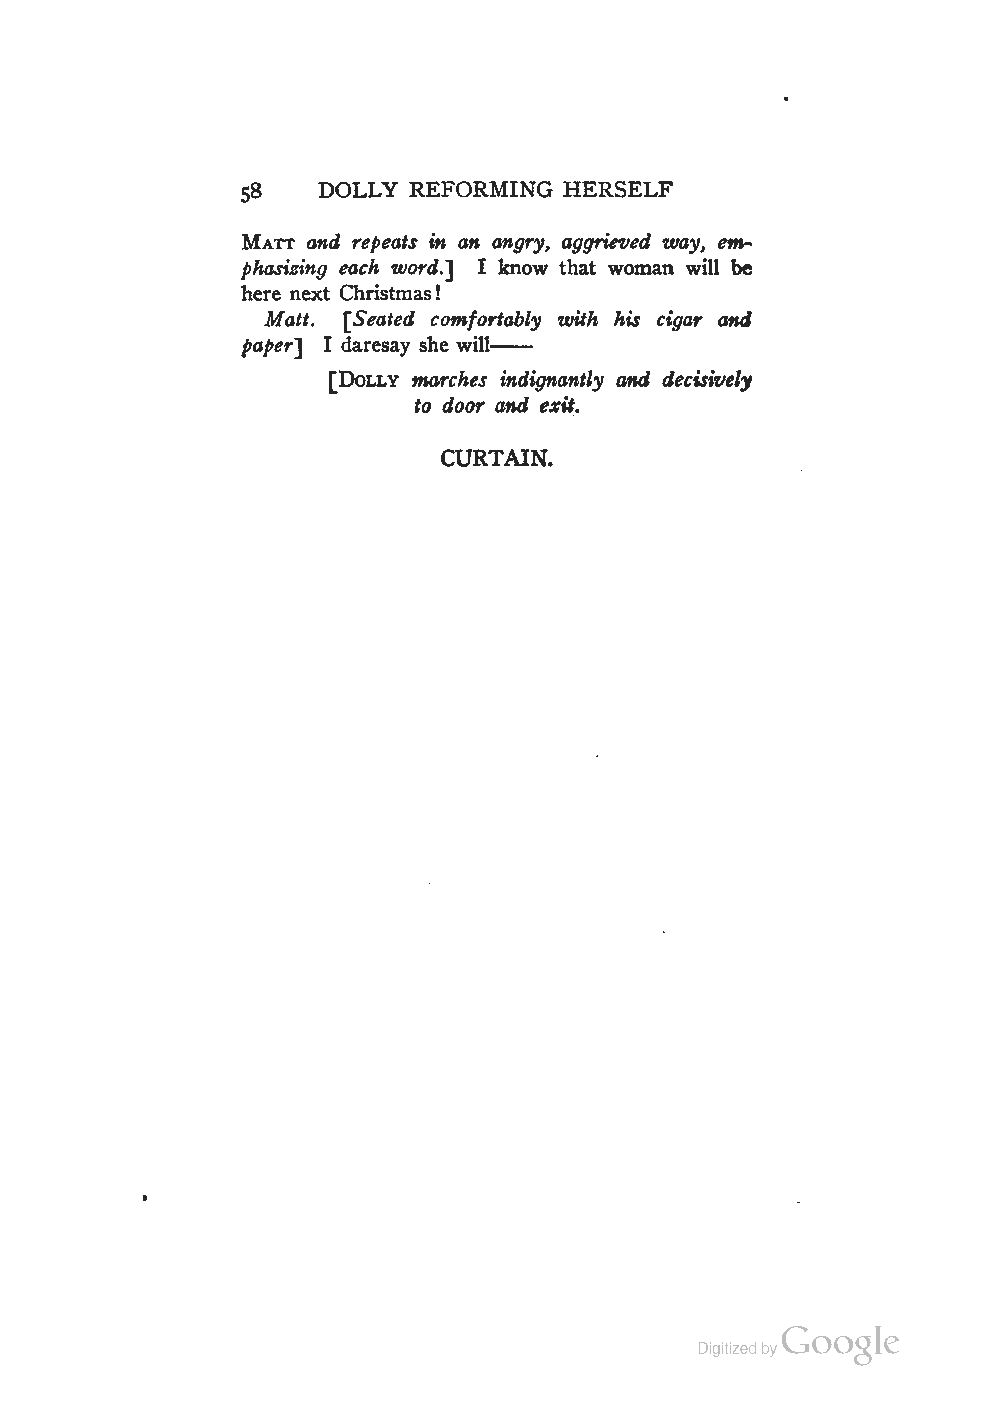 58 DOLLY REFORMING HERSELF
MATT and repeats in an angry, aggrieved way, em-
phasizing each word.] I know that woman will be
here next Christmas!
Matt. [Seated comfortably with his cigar and
paper] I daresay she will——
[DOLLY marches indignantly and decisively
to door and exit.
CURTAIN.
Digitized by Google